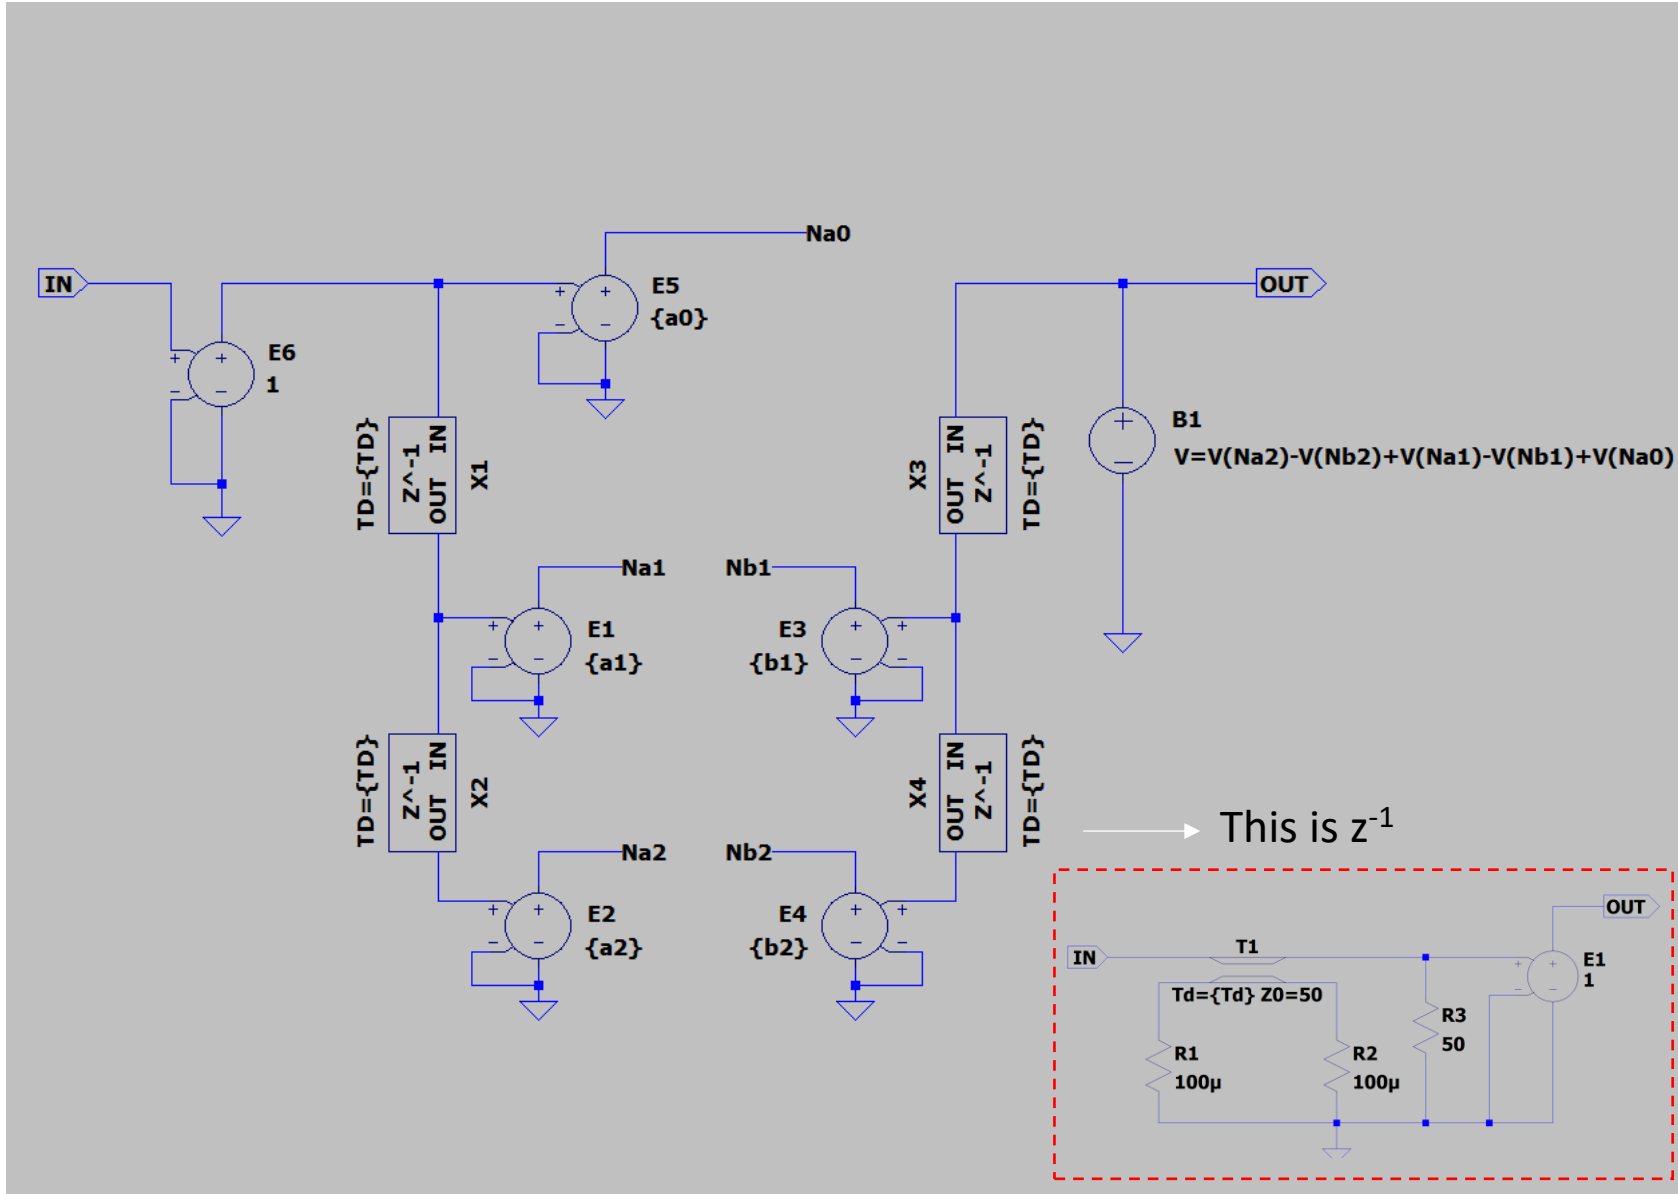 Na0
IN
E5
{a0}
OUT
E6
1
TD={TD}
Z^-1
IN
OUT
X1
X3
IN
OUT
Z^-1
TD={TD}
B1
V=V(Na2)-V(Nb2)+V(Na1)-V(Nb1)+V(Na0)
Na1
Nb1
E1
{a1}
E3
{b1}
TD={TD}
Z^-1
IN
OUT
X2
X4
IN
OUT
Z^-1
TD={TD}
This is z-1
Na2
Nb2
E2
{a2}
E4
{b2}
OUT
IN
T1
E1
1
Td={Td} Z0=50
R3
50
R1
100µ
R2
100µ